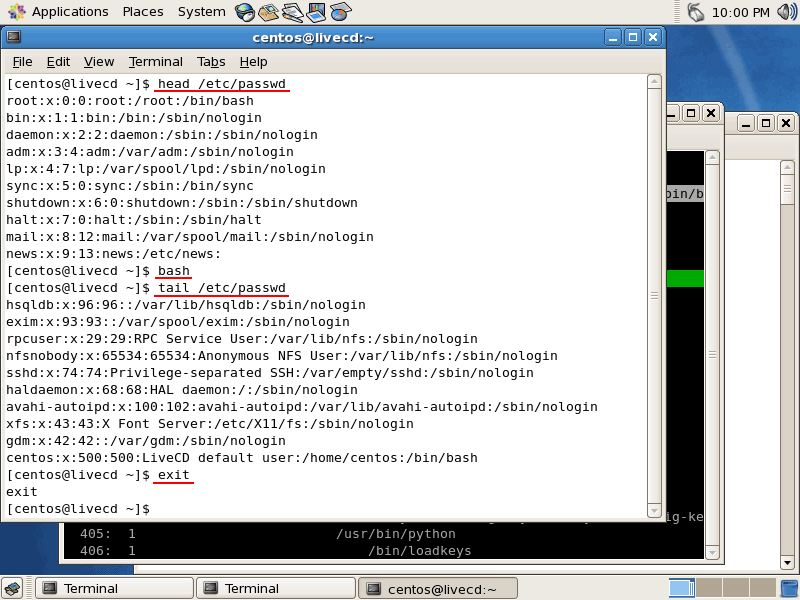 Applications Places System 10:00 PM
centos@livecd:~
File Edit View Terminal Tabs Help
[centos@livecd ~]$ head /etc/passwd
root:x:0:0:root:/root:/bin/bash
bin:x:1:1:bin:/bin:/sbin/nologin
daemon:x:2:2:daemon:/sbin:/sbin/nologin
adm:x:3:4:adm:/var/adm:/sbin/nologin
lp:x:4:7:lp:/var/spool/lpd:/sbin/nologin
sync:x:5:0:sync:/sbin:/bin/sync
shutdown:x:6:0:shutdown:/sbin:/sbin/shutdown
halt:x:7:0:halt:/sbin:/sbin/halt
mail:x:8:12:mail:/var/spool/mail:/sbin/nologin
news:x:9:13:news:/etc/news:
[centos@livecd ~]$ bash
[centos@livecd ~]$ tail /etc/passwd
hsqldb:x:96:96::/var/lib/hsqldb:/sbin/nologin
exim:x:93:93::/var/spool/exim:/sbin/nologin
rpcuser:x:29:29:RPC Service User:/var/lib/nfs:/sbin/nologin
nfsnobody:x:65534:65534:Anonymous NFS User:/var/lib/nfs:/sbin/nologin
sshd:x:74:74:Privilege-separated SSH:/var/empty/sshd:/sbin/nologin
haldaemon:x:68:68:HAL daemon:/:/sbin/nologin
avahi-autoipd:x:100:102:avahi-autoipd:/var/lib/avahi-autoipd:/sbin/nologin
xfs:x:43:43:X Font Server:/etc/X11/fs:/sbin/nologin
gdm:x:42:42::/var/gdm:/sbin/nologin
centos:x:500:500:LiveCD default user:/home/centos:/bin/bash
[centos@livecd ~]$ exit
exit
[centos@livecd ~]$
bin/b
ig-ke
405: 1 /usr/bin/python
406: 1 /bin/loadkeys
Terminal Terminal centos@livecd:~